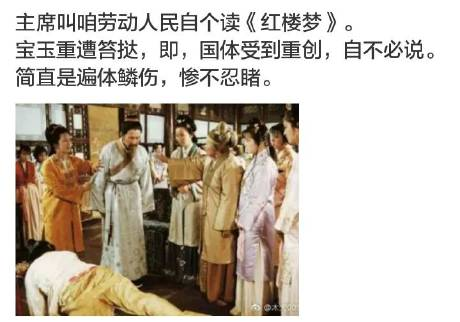 主席叫咱劳动人民自个读《红楼梦》。
宝玉重遭笞挞，即，国体受到重创，自不必说。
简直是遍体鳞伤，惨不忍睹。